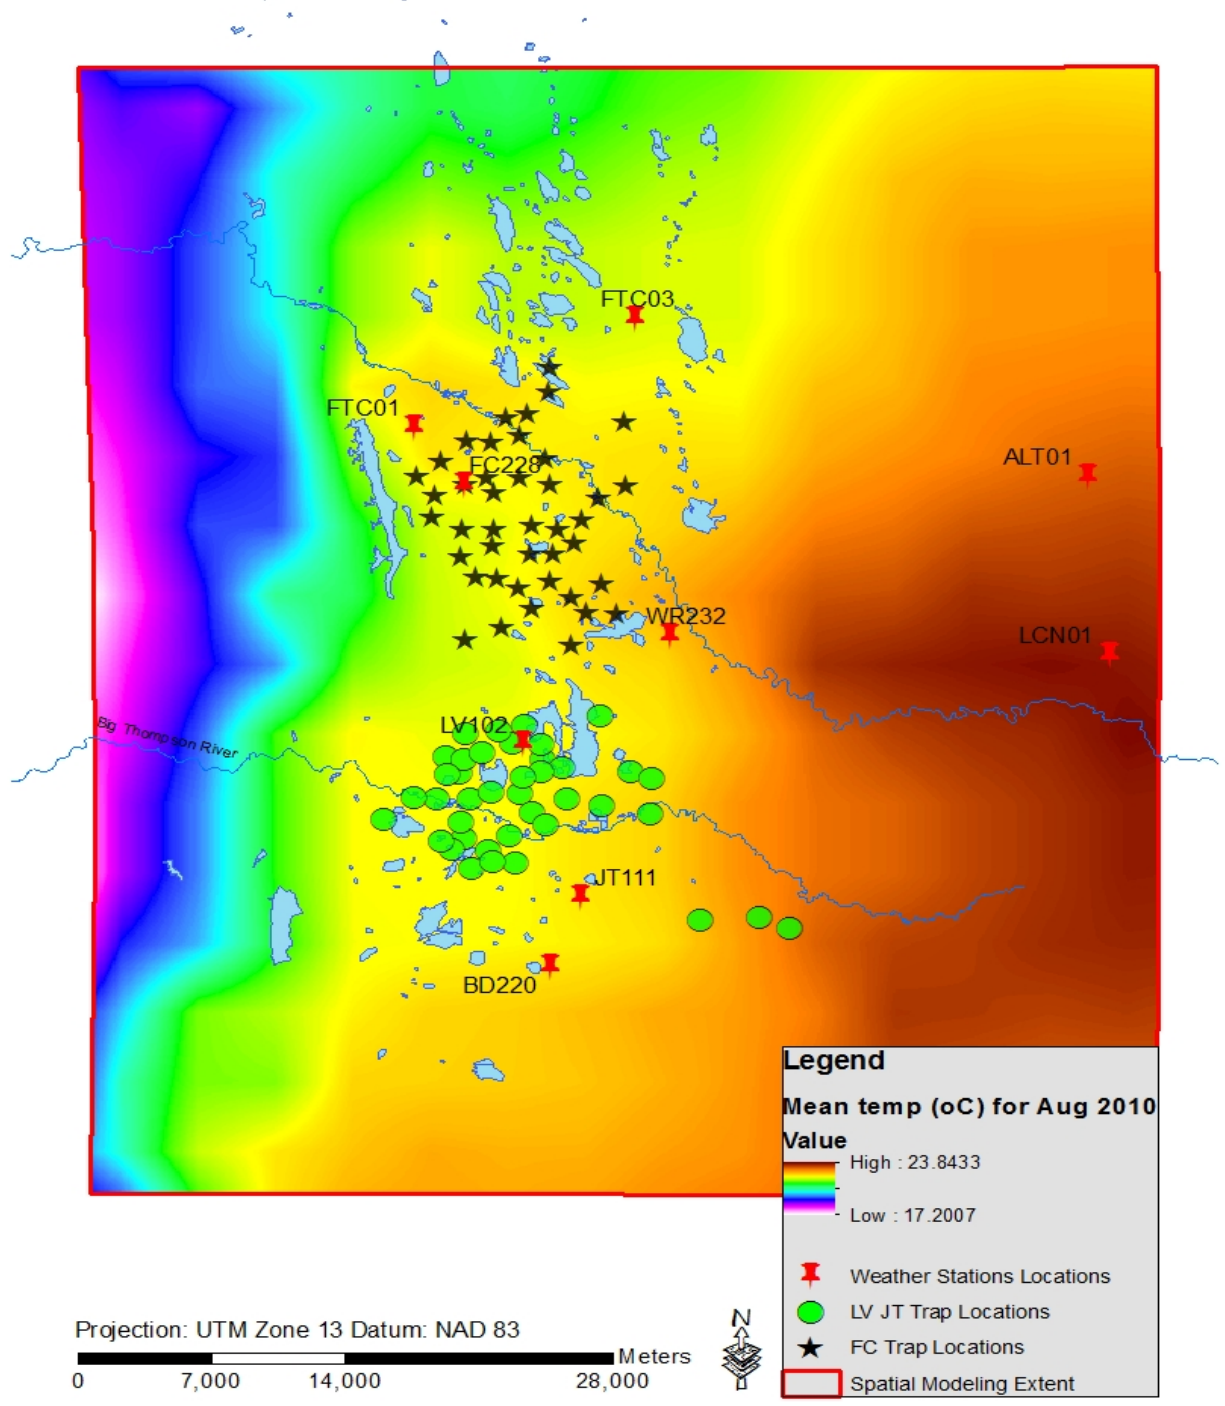 FTC03
FTC01
FC228
ALT01
WR232
LCN01
LV102
Big Thompson River
JT111
BD220
Legend
Mean temp (oC) for Aug 2010
Value
High : 23.8433
Low : 17.2007
Weather Stations Locations
LV JT Trap Locations
FC Trap Locations
Spatial Modeling Extent
Projection: UTM Zone 13 Datum: NAD 83
N
Meters
0 7,000 14,000 28,000